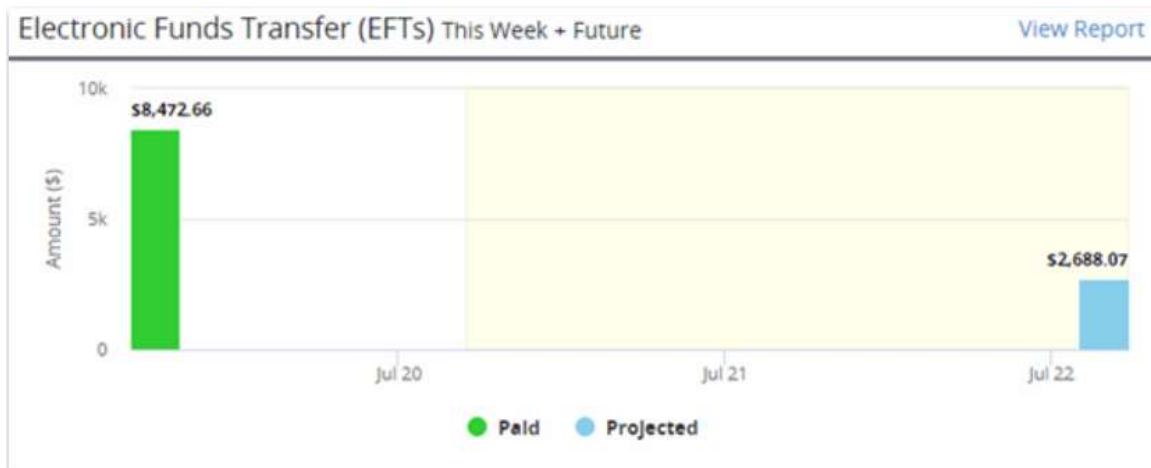 Electronic Funds Transfer (EFTs) This Week + Future
View Report
10k
$8,472.66
Amount ($)
5k
$2,688.07
0
Jul 20
Jul 21
Jul 22
Paid
Projected